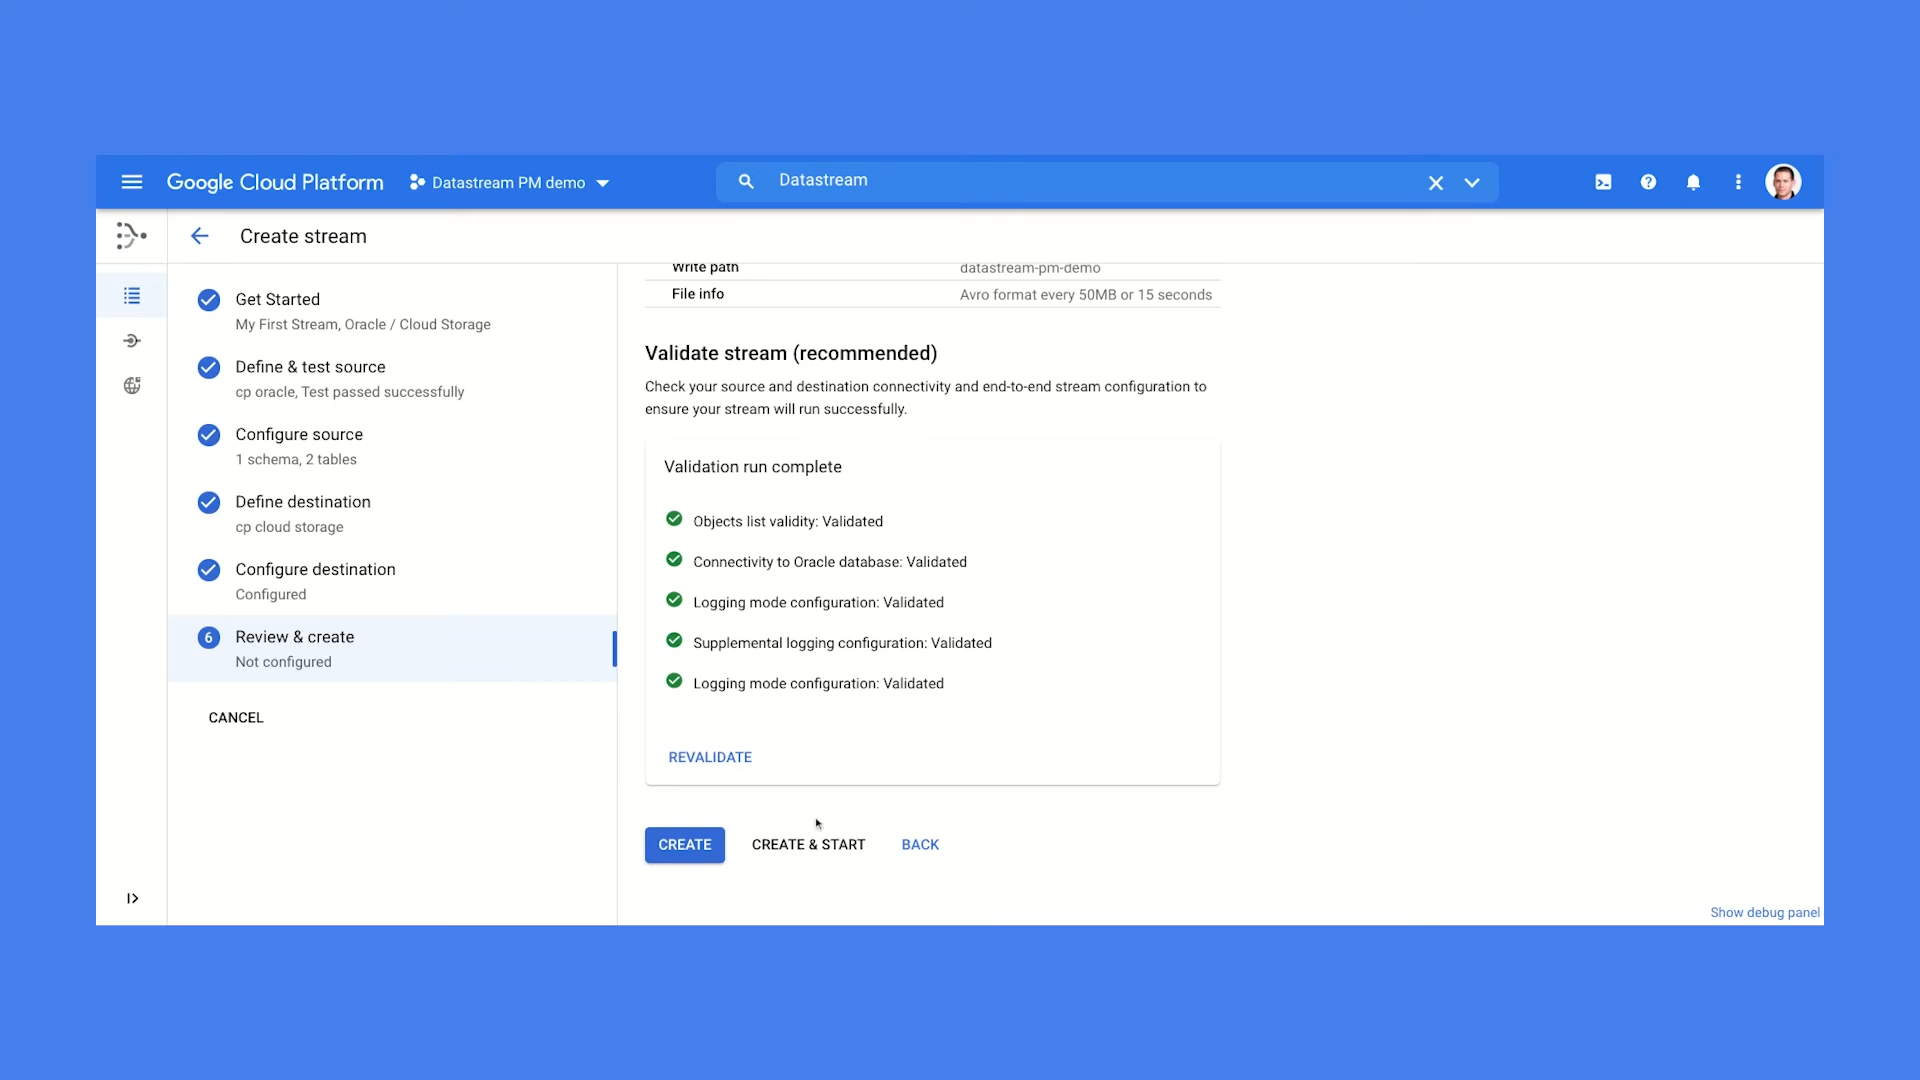 Google Cloud Platform
Datastream PM demo
Datastream
Create stream
Get Started
My First Stream, Oracle / Cloud Storage
Define & test source
cp oracle, Test passed successfully
Configure source
1 schema, 2 tables
Define destination
cp cloud storage
Configure destination
Configured
6
Review & create
Not configured
CANCEL
Write path
datastream-pm-demo
File info
Avro format every 50MB or 15 seconds
Validate stream (recommended)
Check your source and destination connectivity and end-to-end stream configuration to
ensure your stream will run successfully.
Validation run complete
Objects list validity: Validated
Connectivity to Oracle database: Validated
Logging mode configuration: Validated
Supplemental logging configuration: Validated
Logging mode configuration: Validated
REVALIDATE
CREATE
CREATE & START
BACK
Show debug panel